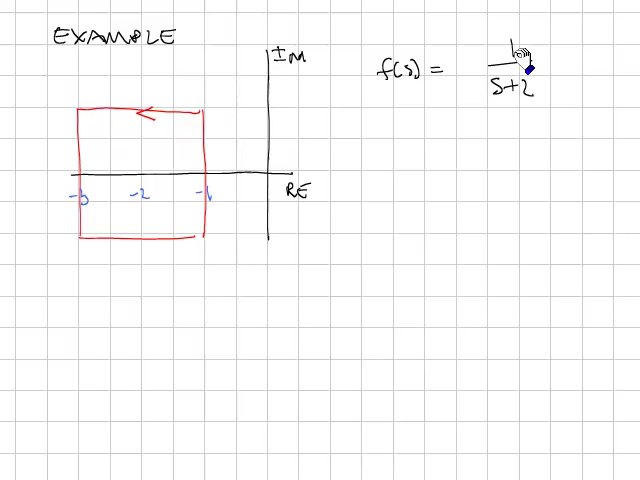 EXAMPLE
IM
f(s) = 1
s+2
-3 -2 -1 RE